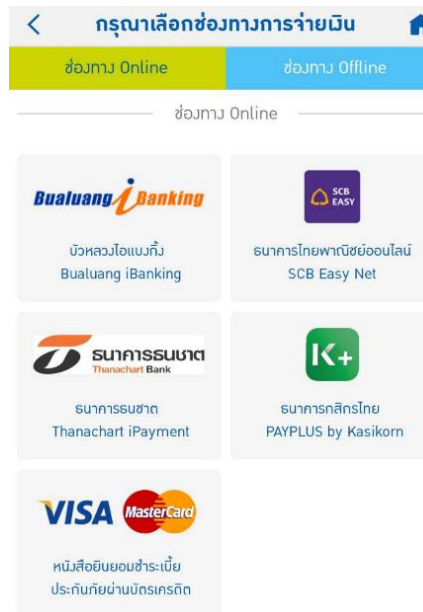 กรุณาเลือกช่องทางการจ่ายเงิน
ช่องทาง Online
ช่องทาง Offline
ช่องทาง Online
Bualuang iBanking
บัวหลวงไอแบงก์กิ้ง
Bualuang iBanking
SCB
EASY
ธนาคารไทยพาณิชย์ออนไลน์
SCB Easy Net
ธนาคารธนชาต
Thanachart Bank
ธนาคารธนชาต
Thanachart iPayment
K+
ธนาคารกสิกรไทย
PAYPLUS by Kasikorn
VISA MasterCard
หนังสือยินยอมชำระเบี้ย
ประกันภัยผ่านบัตรเครดิต